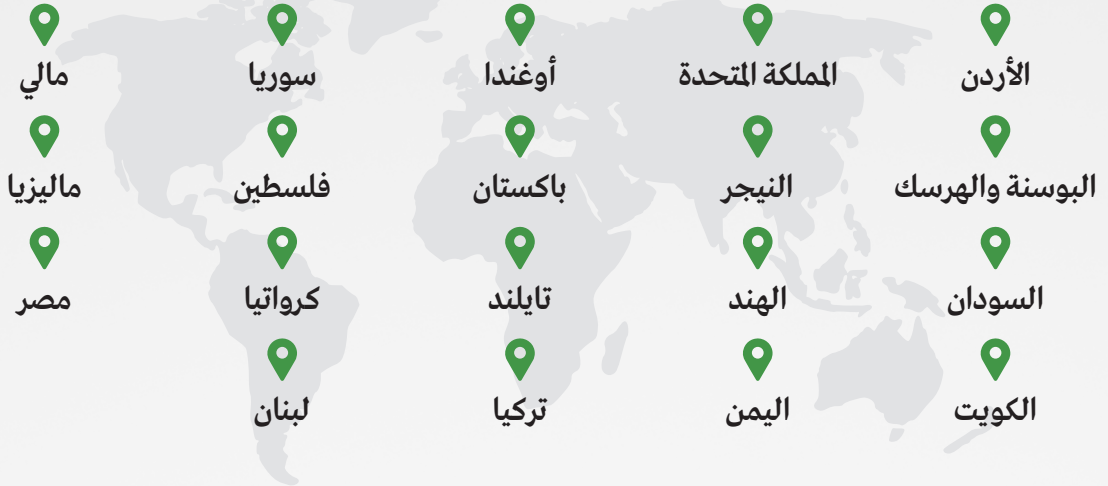 الأردن
المملكة المتحدة
أوغندا
سوريا
مالي
البوسنة والهرسك
النيجر
باكستان
فلسطين
ماليزيا
السودان
الهند
تايلند
كرواتيا
مصر
الكويت
اليمن
تركيا
لبنان